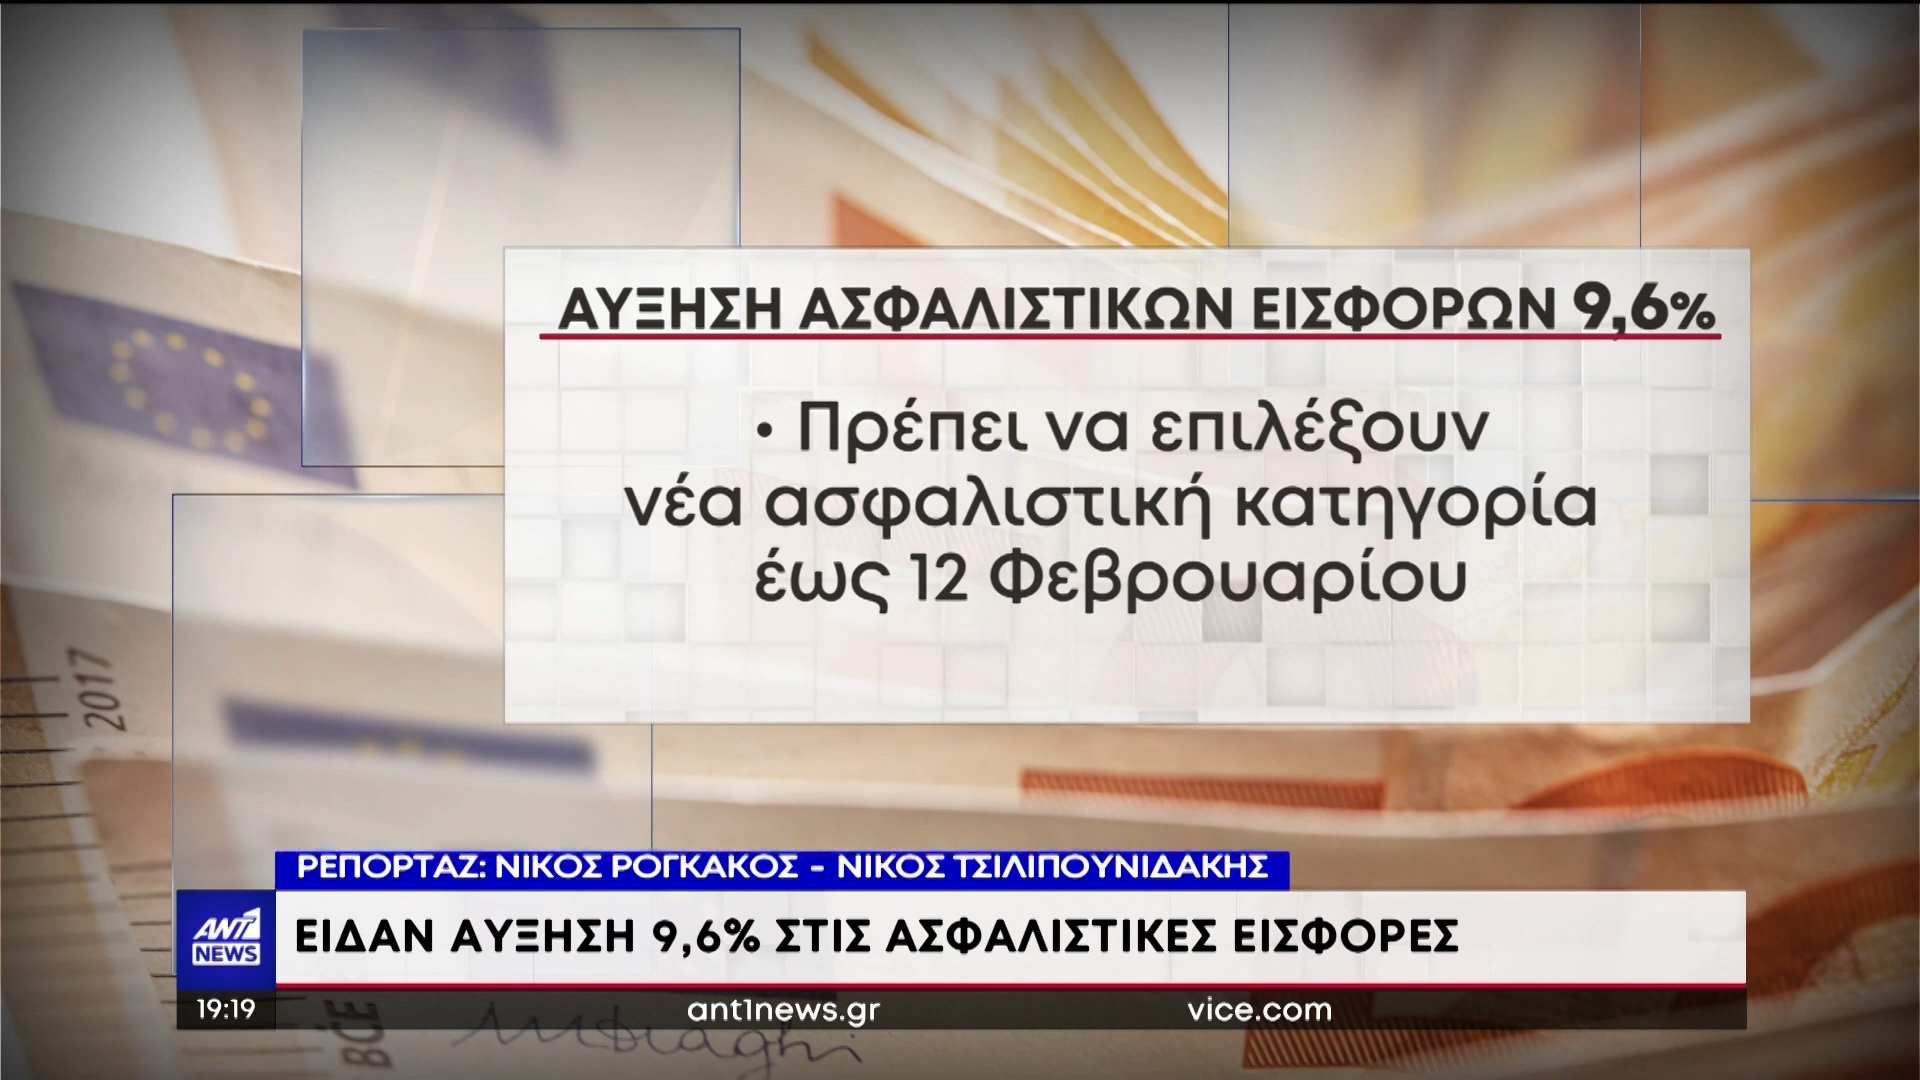 ΑΥΞΗΣΗ ΑΣΦΑΛΙΣΤΙΚΩΝ ΕΙΣΦΟΡΩΝ 9,6%
• Πρέπει να επιλέξουν
νέα ασφαλιστική κατηγορία
έως 12 Φεβρουαρίου
2017
ΡΕΠΟΡΤΑΖ: ΝΙΚΟΣ ΡΟΓΚΑΚΟΣ - ΝΙΚΟΣ ΤΣΙΛΙΠΟΥΝΙΔΑΚΗΣ
ANT1
NEWS
ΕΙΔΑΝ ΑΥΞΗΣΗ 9,6% ΣΤΙΣ ΑΣΦΑΛΙΣΤΙΚΕΣ ΕΙΣΦΟΡΕΣ
19:19 ant1news.gr vice.com
BCE